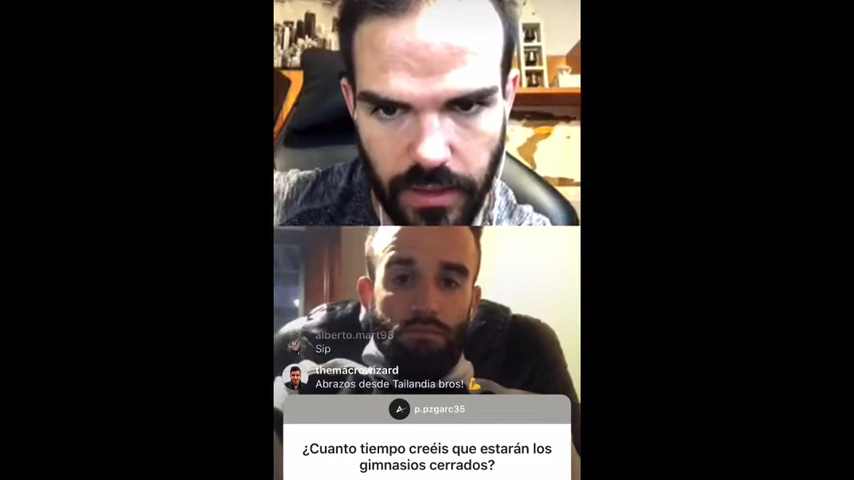 alberto.mart98
Sip
themacrowizard
Abrazos desde Tailandia bros! 💪
p.pzgarc35
¿Cuanto tiempo creéis que estarán los
gimnasios cerrados?